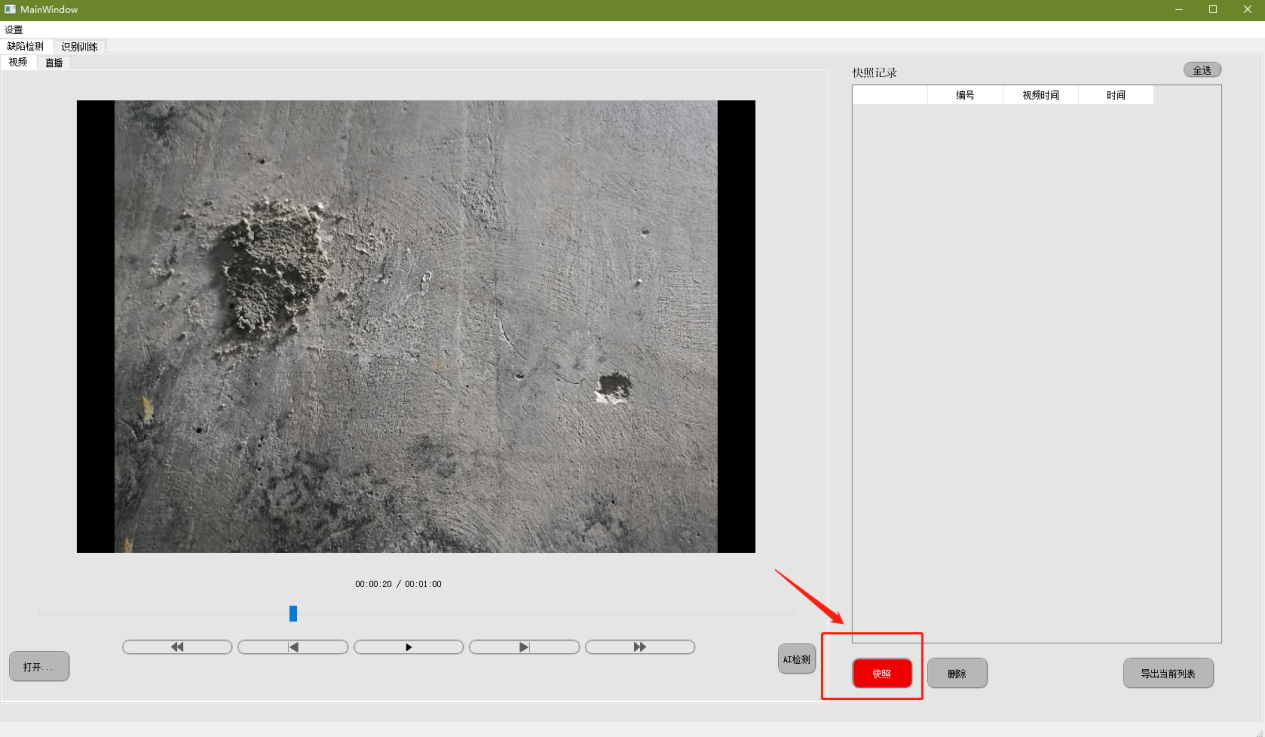 MainWindow
设置
缺陷检测 识别训练
视频 直播
快照记录 全选
编号 视频时间 时间
00:00:20 / 00:01:00
打开...
AI检测
快照 删除 导出当前列表